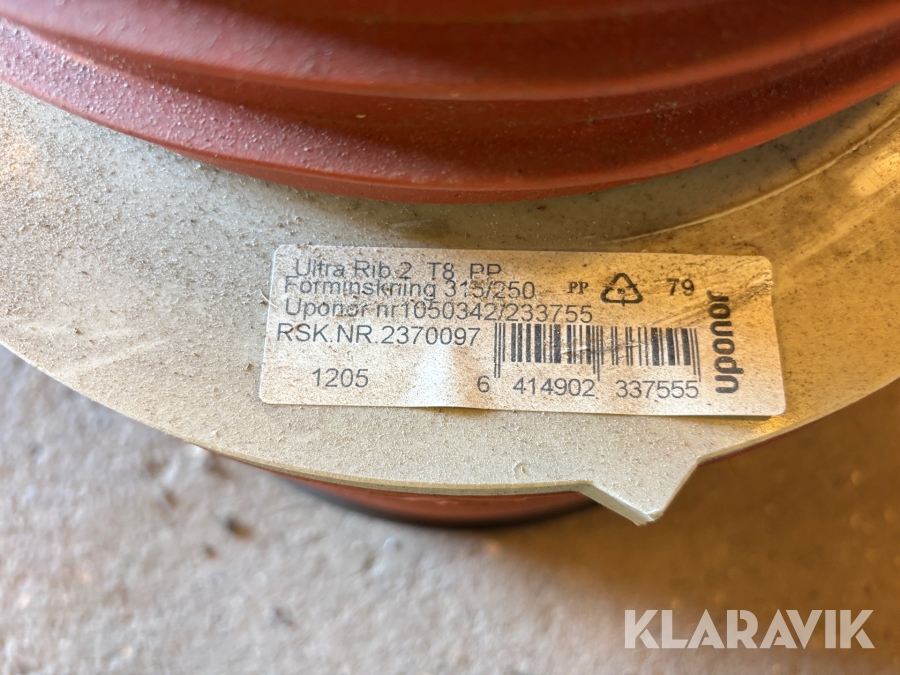 Ultra Rib 2 T8 PP
Förminskning 315/250
PP 79
Uponor nr1050342/233755
RSK.NR.2370097
1205
6 414902 337555
uponor
KLARAVIK